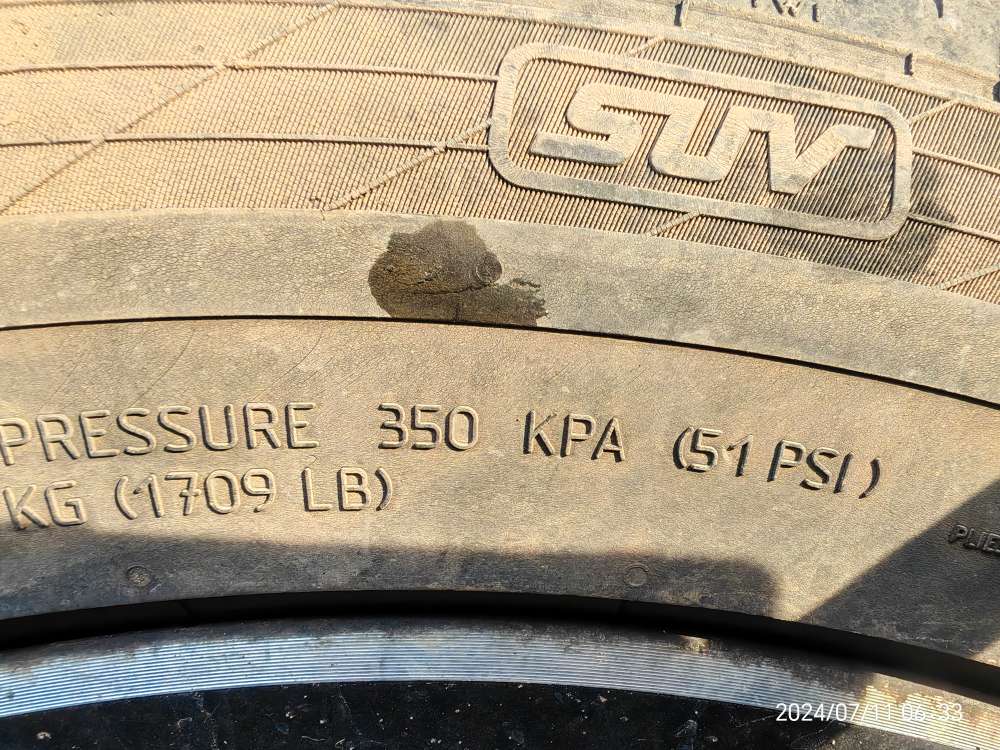 SUV
PRESSURE 350 KPA (51 PSI)
KG (1709 LB)
2024/07/11 06:33